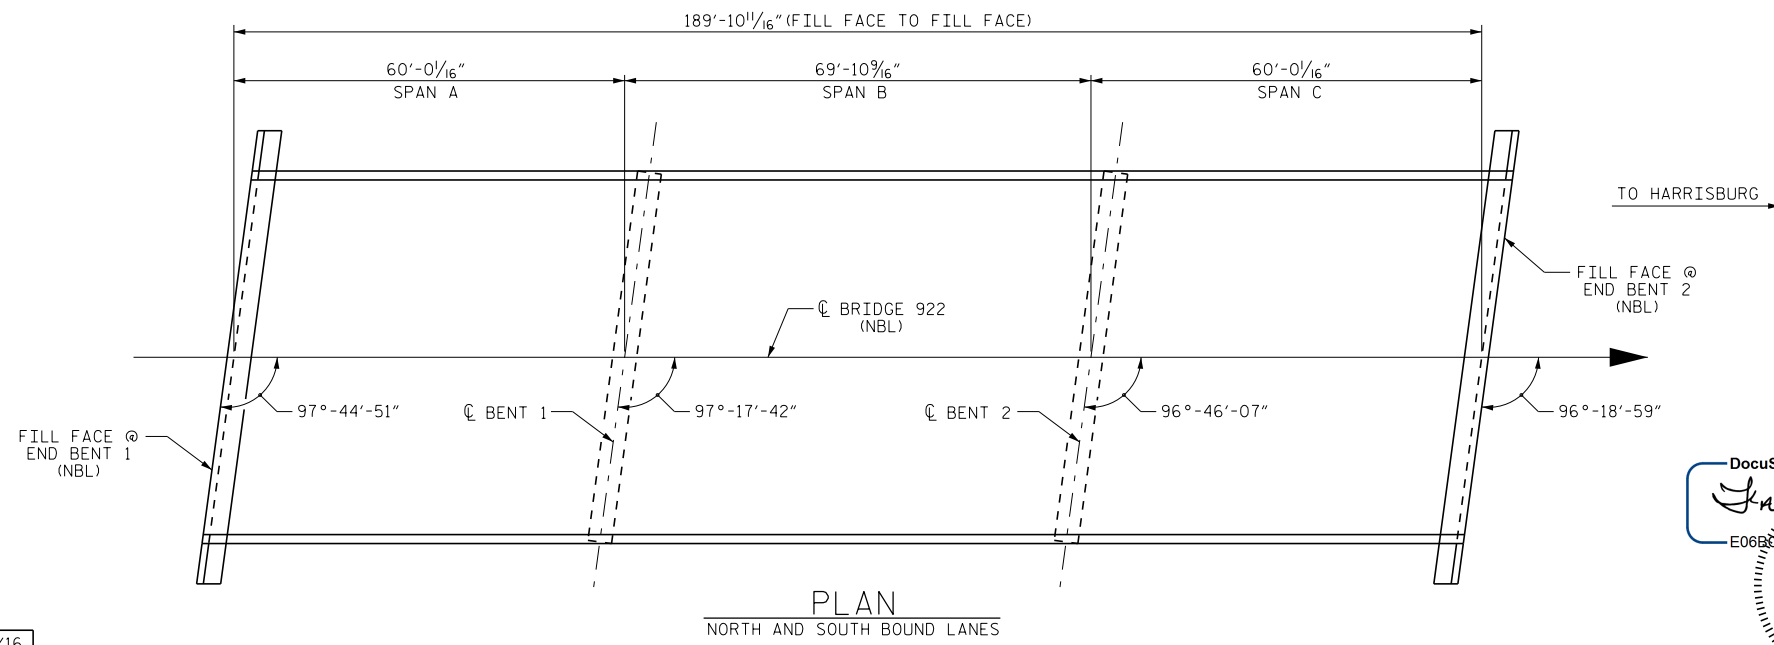 189'-10 11/16" (FILL FACE TO FILL FACE)
60'-0 1/16"
SPAN A
69'-10 9/16"
SPAN B
60'-0 1/16"
SPAN C
TO HARRISBURG
FILL FACE @
END BENT 2
(NBL)
℄ BRIDGE 922
(NBL)
97°-44'-51"
℄ BENT 1
97°-17'-42"
℄ BENT 2
96°-46'-07"
96°-18'-59"
FILL FACE @
END BENT 1
(NBL)
DocuS
PLAN
NORTH AND SOUTH BOUND LANES
/16